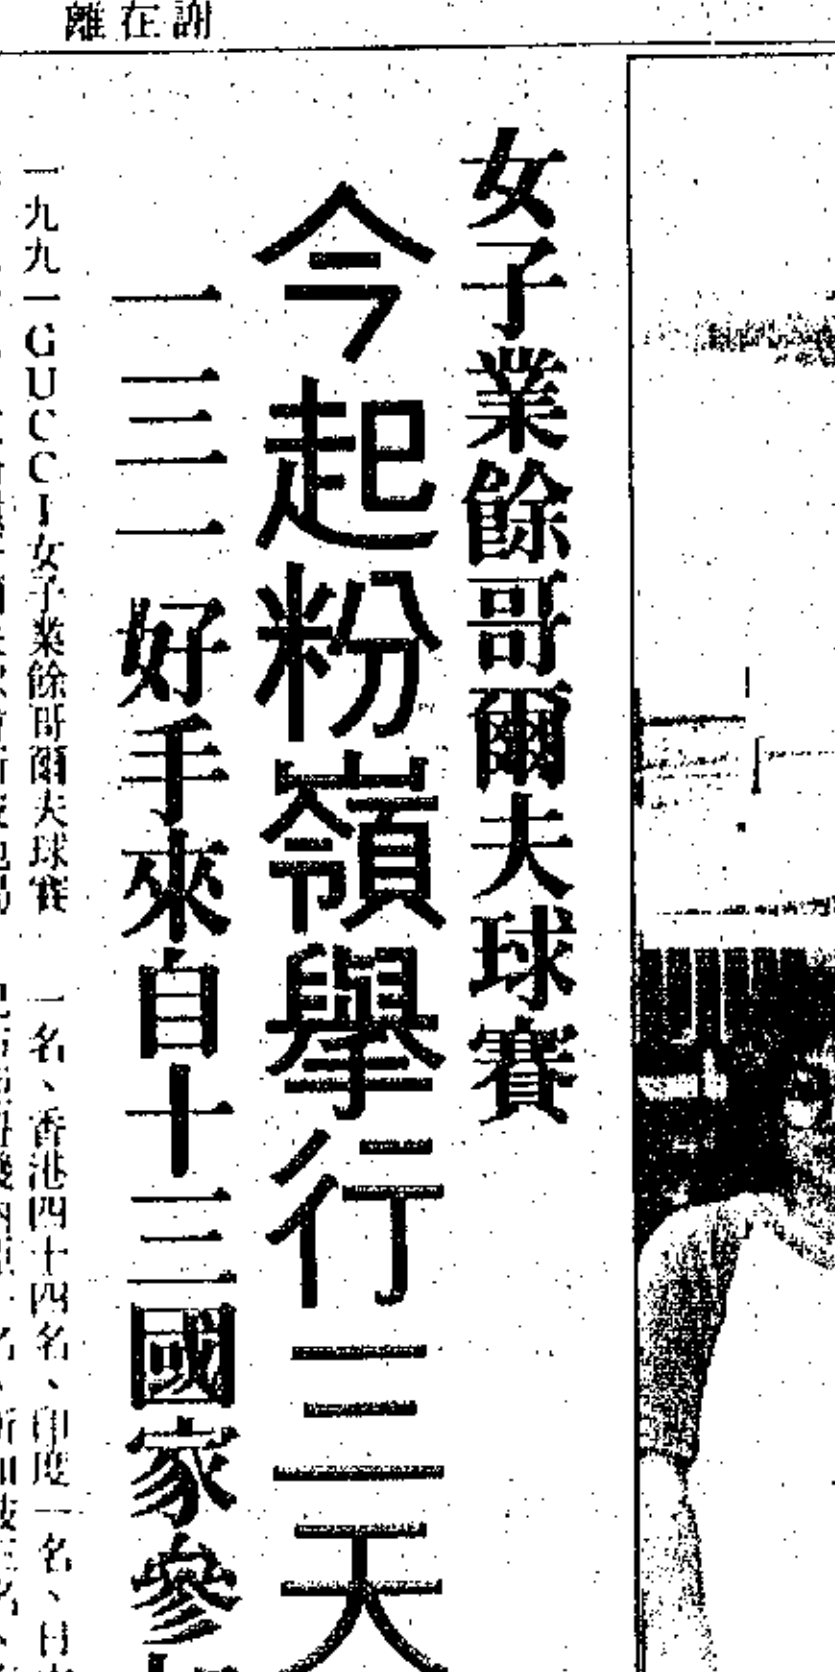 離在謝
女子業餘哥爾夫球賽
今起粉嶺舉行三天
一三一好手來自十三國家參
一九九一GUCCI女子業餘哥爾夫球賽
一名、香港四十四名、印度一名、日